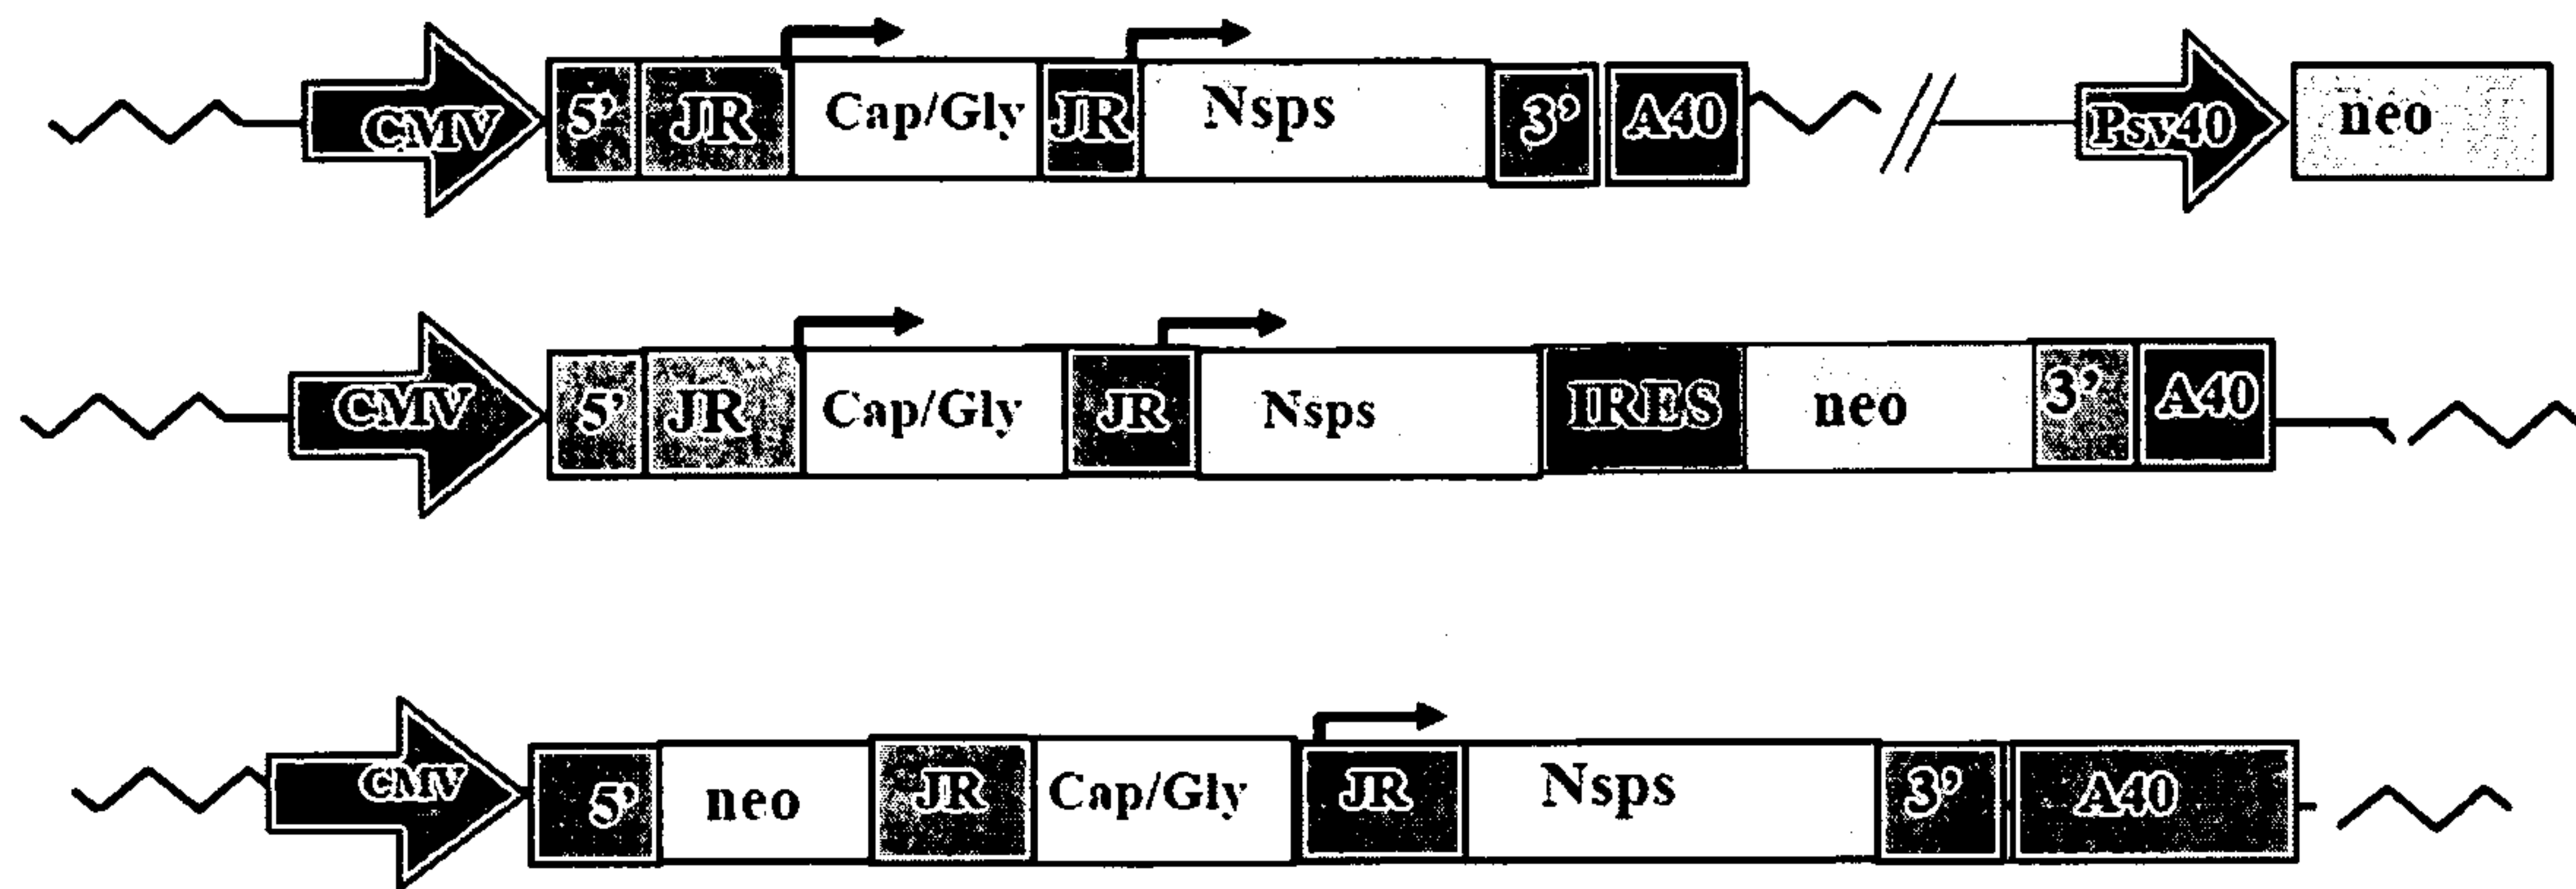 CMV 5' JR Cap/Gly JR Nsps 3' A40 Psv40 neo
CMV 5' JR Cap/Gly JR Nsps IRES neo 3' A40
CMV 5' neo JR Cap/Gly JR Nsps 3' A40